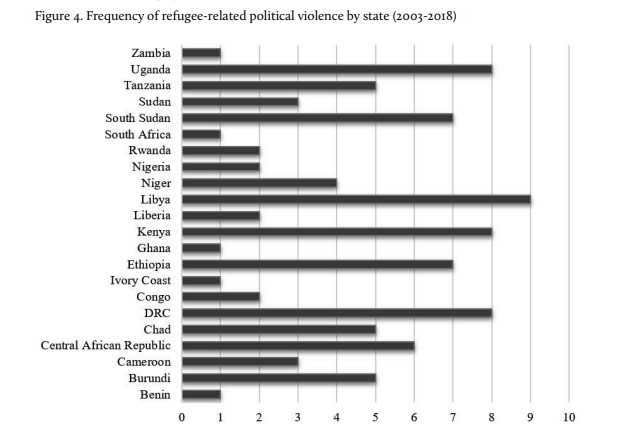 Figure 4. Frequency of refugee-related political violence by state (2003-2018)
Zambia
Uganda
Tanzania
Sudan
South Sudan
South Africa
Rwanda
Nigeria
Niger
Libya
Liberia
Kenya
Ghana
Ethiopia
Ivory Coast
Congo
DRC
Chad
Central African Republic
Cameroon
Burundi
Benin
0 1 2 3 4 5 6 7 8 9 10